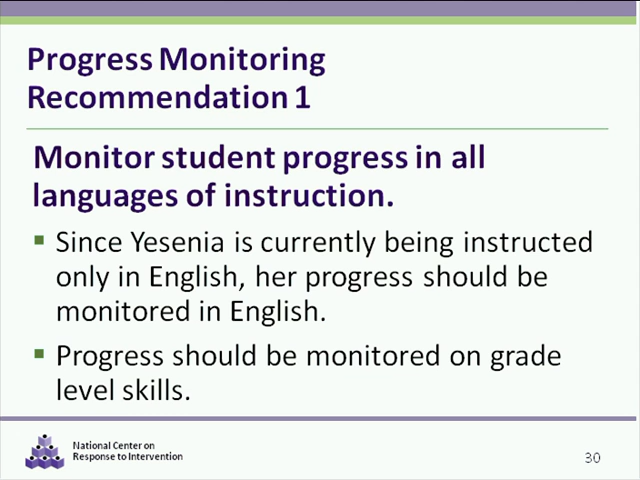 Progress Monitoring
Recommendation 1
Monitor student progress in all
languages of instruction.
▪ Since Yesenia is currently being instructed
only in English, her progress should be
monitored in English.
▪ Progress should be monitored on grade
level skills.
National Center on
Response to Intervention
30